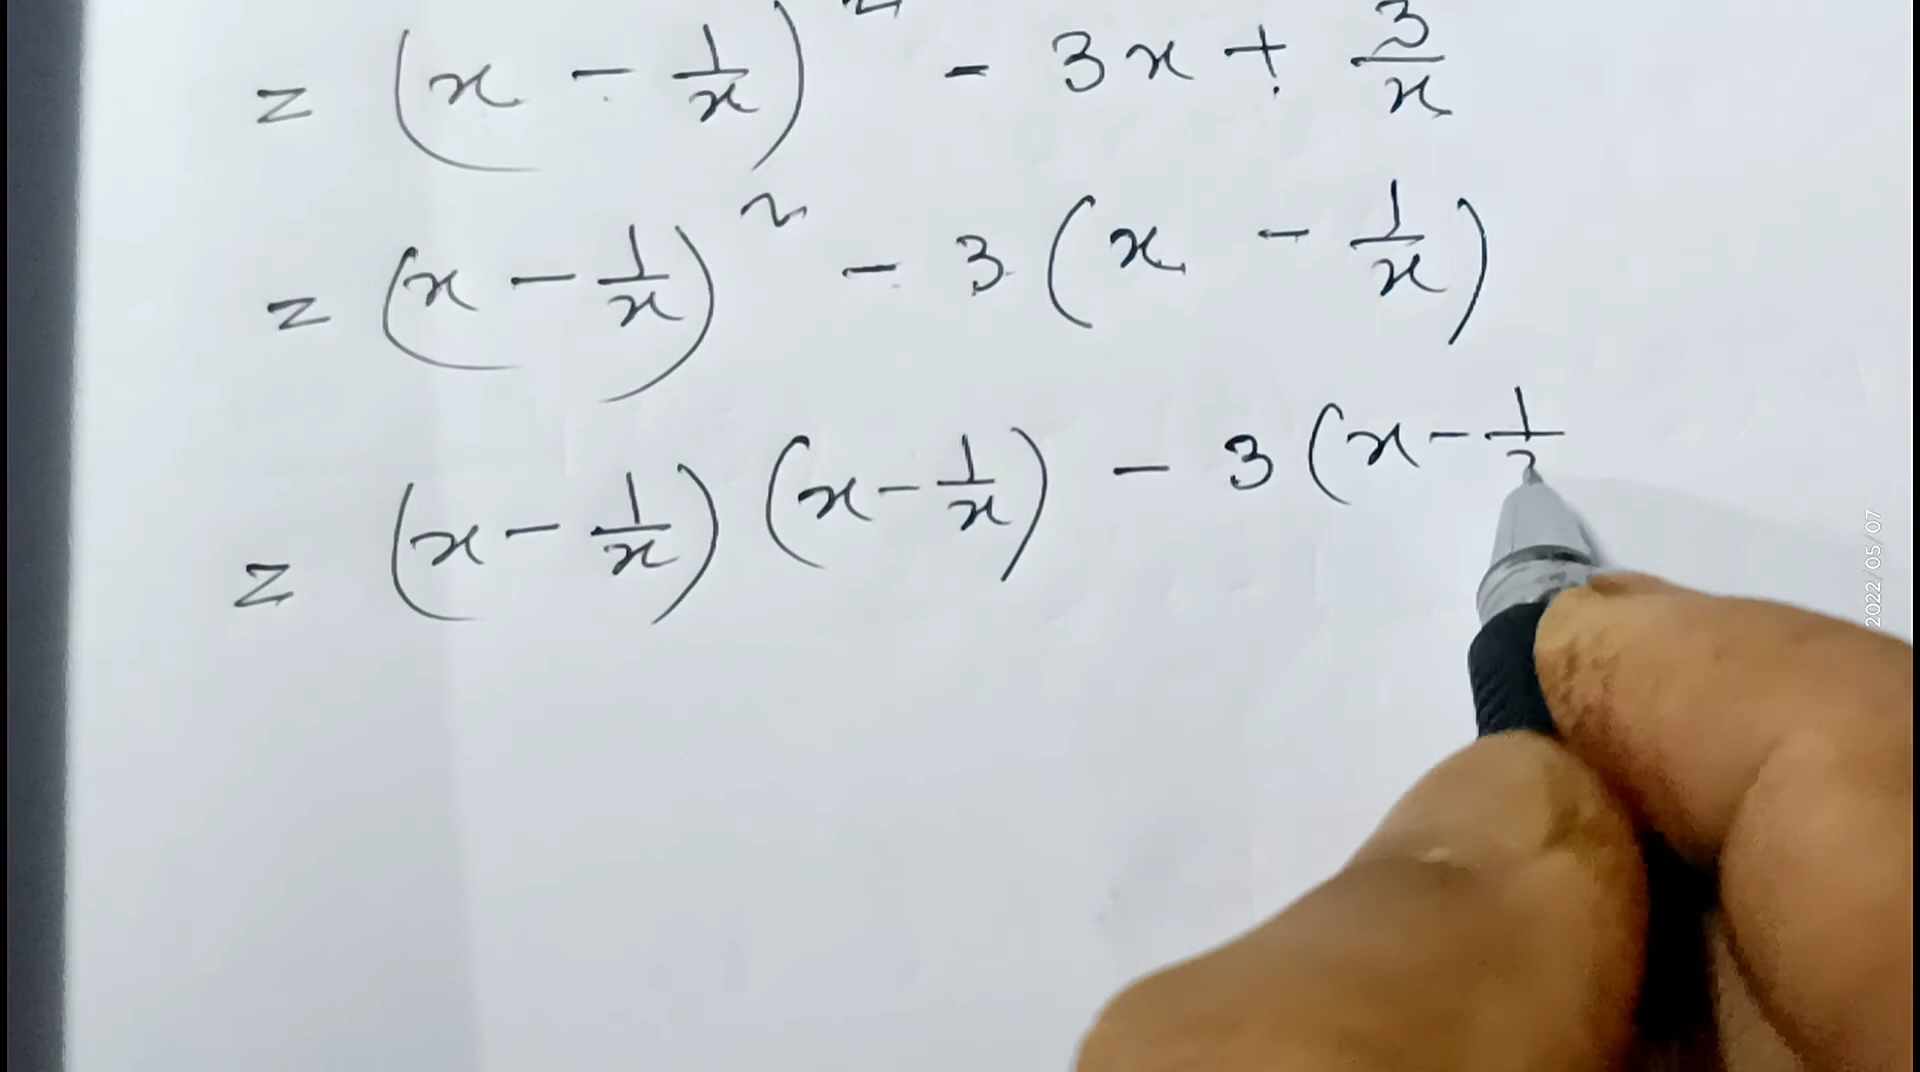 = (x - 1/x)² - 3x + 3/x
= (x - 1/x)² - 3(x - 1/x)
= (x - 1/x)(x - 1/x) - 3(x - 1/
2022/05/07